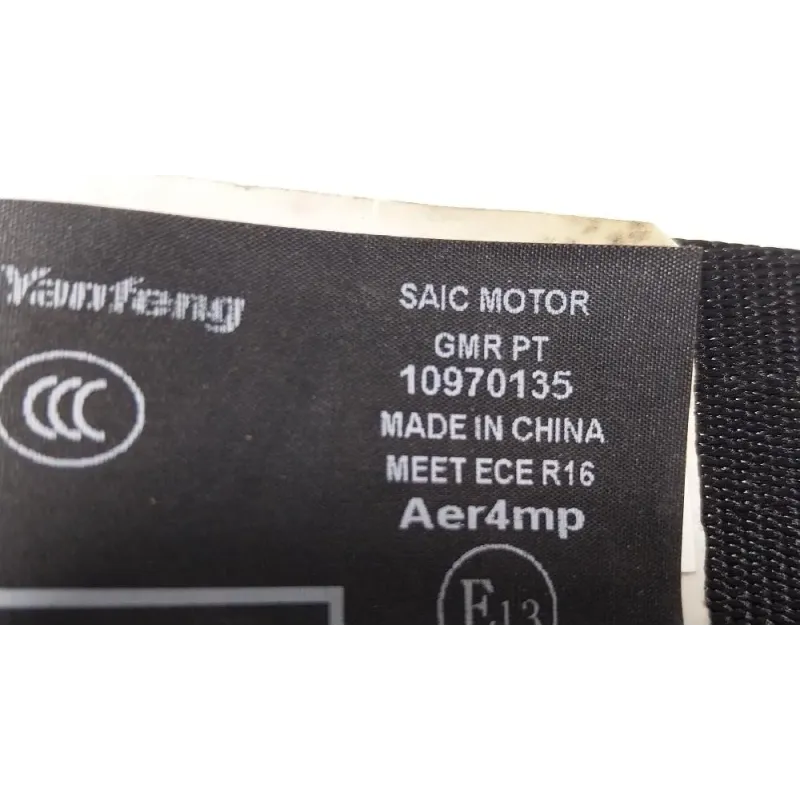 Yanfeng
CCC
SAIC MOTOR
GMR PT
10970135
MADE IN CHINA
MEET ECE R16
Aer4mp
E13